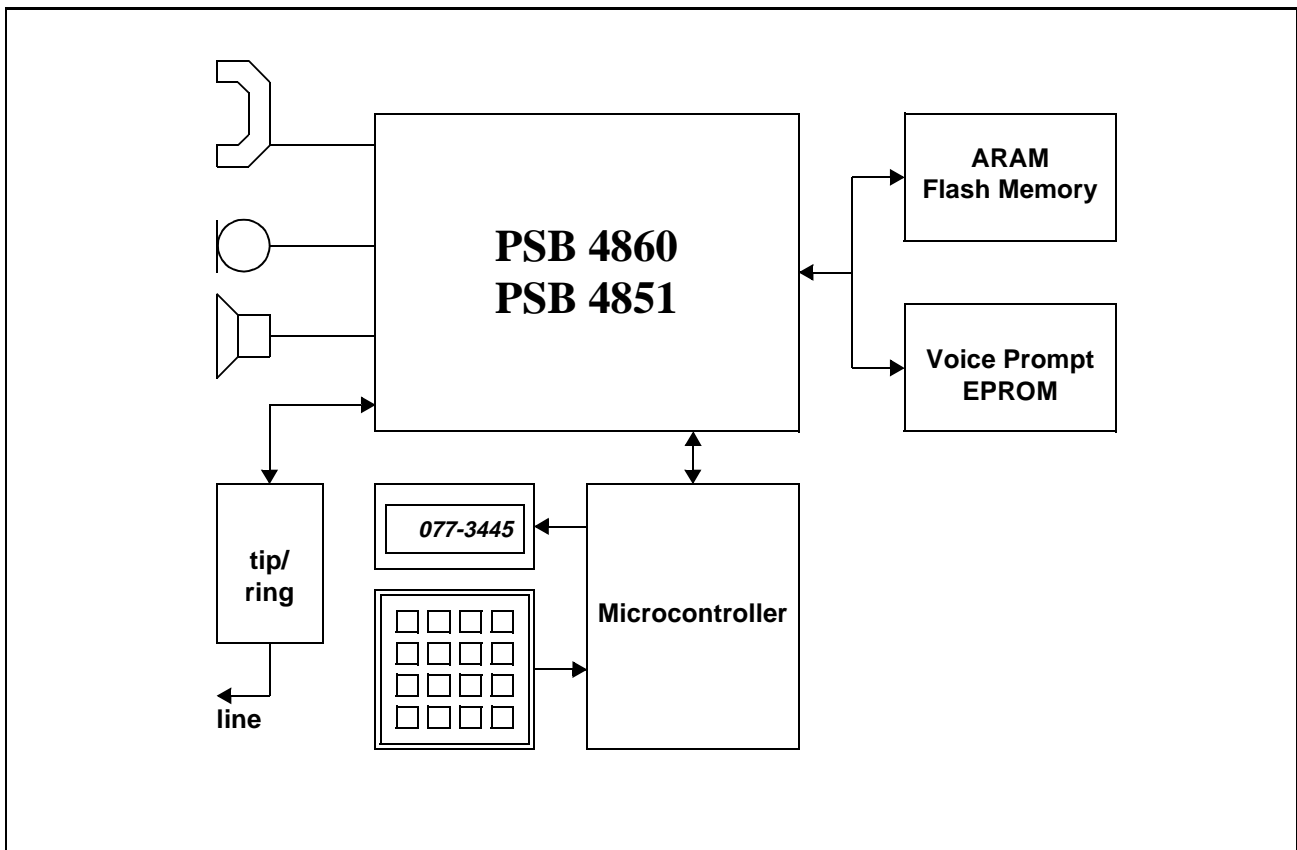 PSB 4860
PSB 4851
ARAM
Flash Memory
Voice Prompt
EPROM
077-3445
tip/
ring
Microcontroller
line